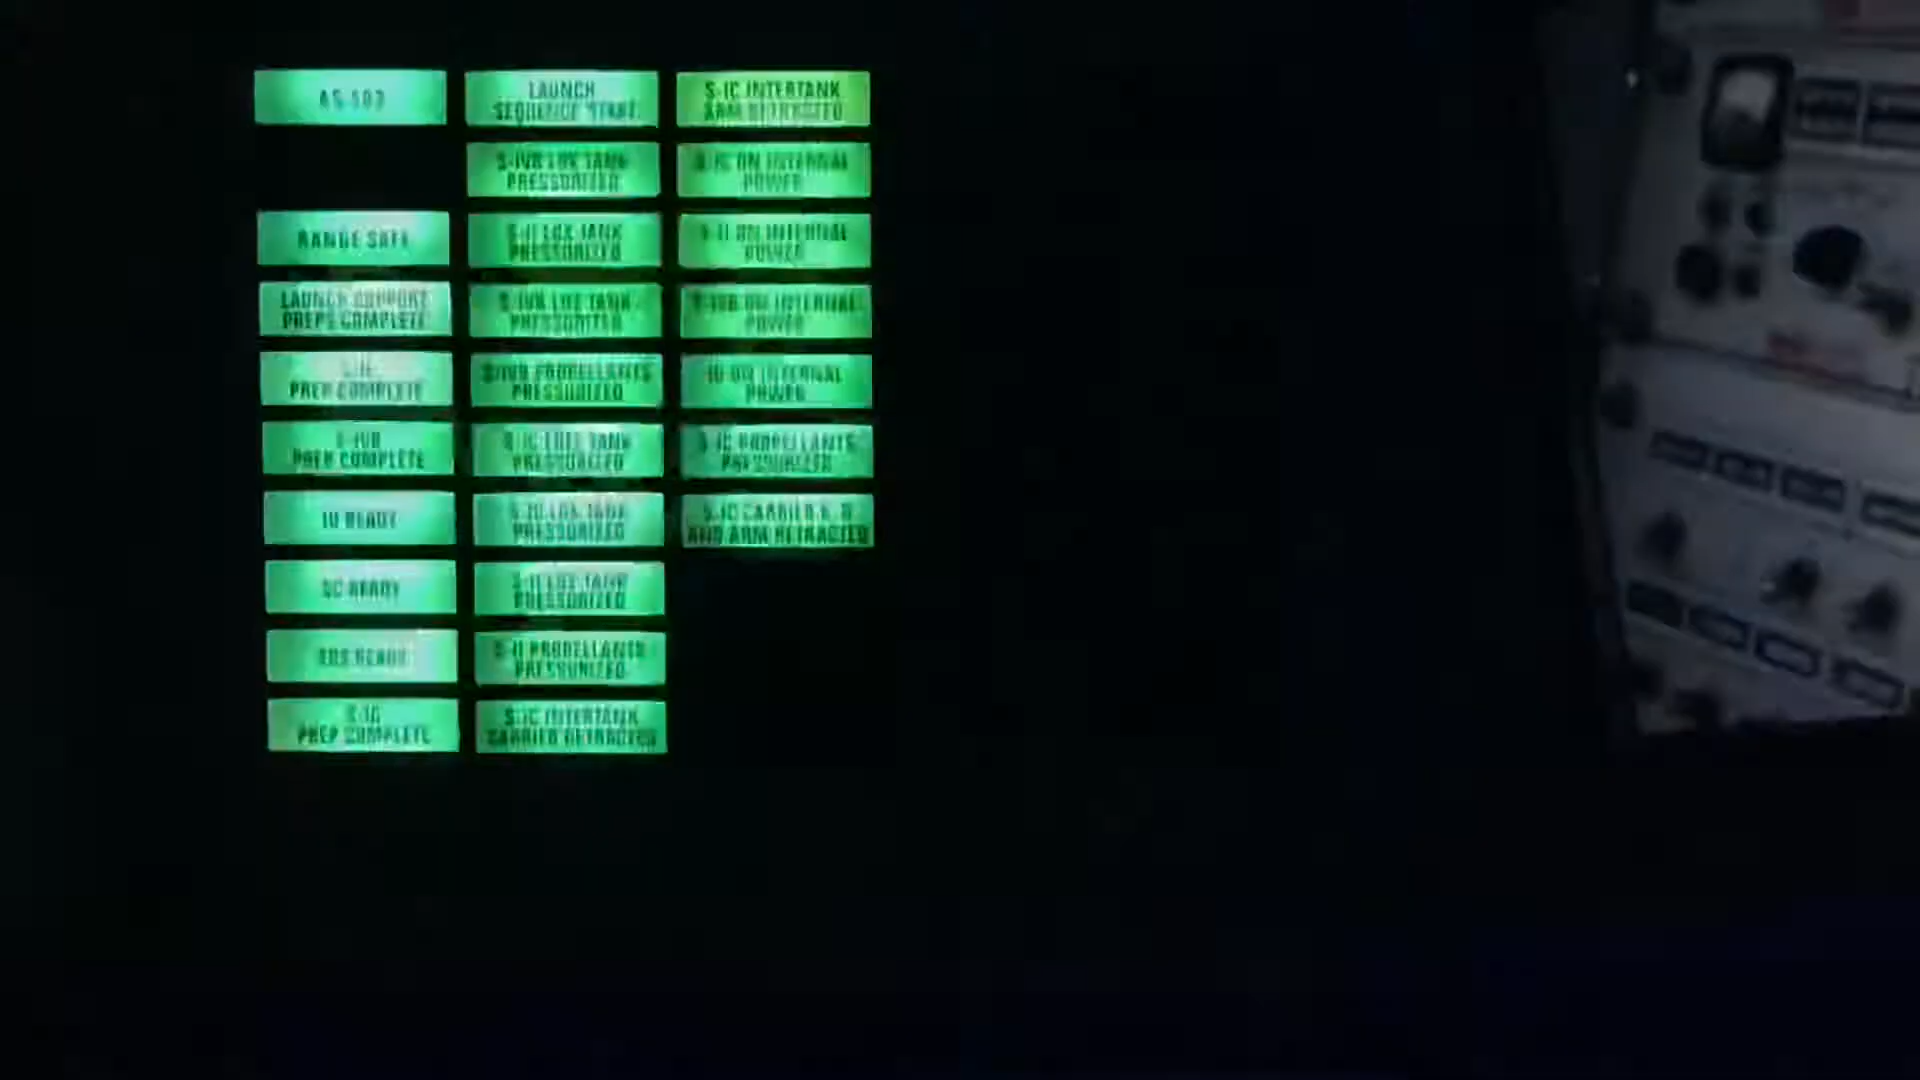 AS-503
RANGE SAFE
LAUNCH SUPPORT
PREPS COMPLETE
PREP COMPLETE
S-IVB
PREP COMPLETE
IU READY
SC READY
EDS READY
S-IC
PREP COMPLETE
LAUNCH
SEQUENCE START
S-IVB LOX TANK
PRESSURIZED
S-II LOX TANK
PRESSURIZED
S-IVB TANK
PRESSURIZED
S-IVB PROPELLANTS
PRESSURIZED
S-IC FUEL TANK
PRESSURIZED
S-IC LOX TANK
PRESSURIZED
S-II TANK
PRESSURIZED
S-II PROPELLANTS
PRESSURIZED
S-IC INTERTANK
CARRIER RETRACTED
S-IC INTERTANK
ARM RETRACTED
S-IC ON INTERNAL
POWER
S-II ON INTERNAL
POWER
S-IVB ON INTERNAL
POWER
IU ON INTERNAL
POWER
S-IC PROPELLANTS
PRESSURIZED
S-IC CARRIER
AND ARM RETRACTED